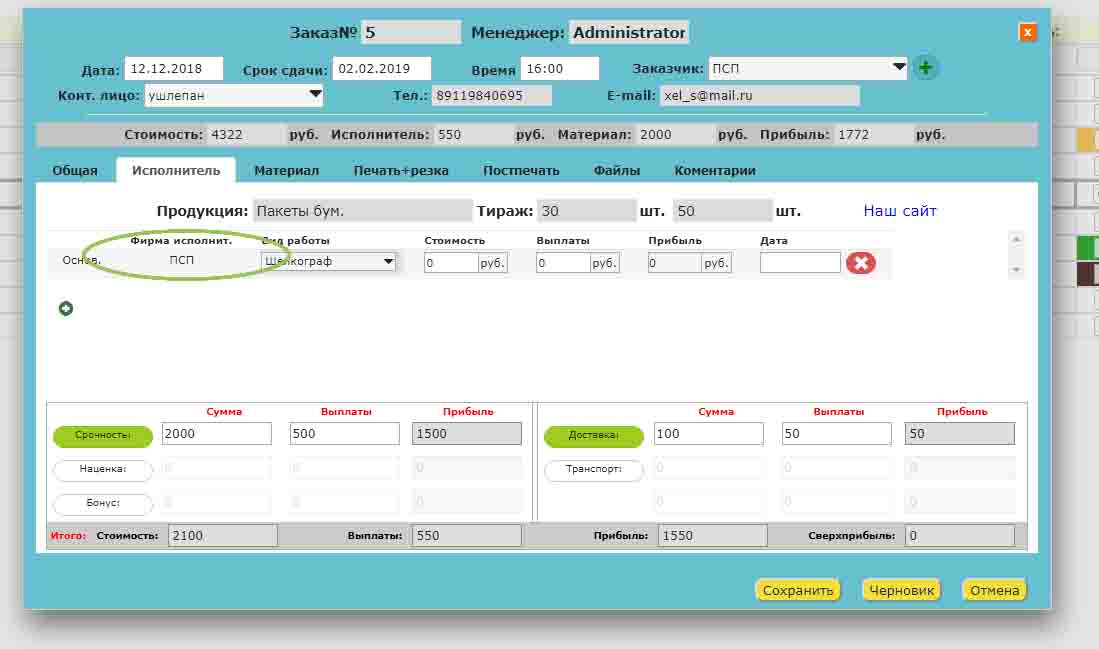 Заказ№ 5 Менеджер: Administrator x
Дата: 12.12.2018 Срок сдачи: 02.02.2019 Время 16:00 Заказчик: ПСП
Конт. лицо: ушлепан Тел.: 89119840695 E-mail: xel_s@mail.ru
Стоимость: 4322 руб. Исполнитель: 550 руб. Материал: 2000 руб. Прибыль: 1772 руб.
Общая Исполнитель Материал Печать+резка Постпечать Файлы Коментарии
Продукция: Пакеты бум. Тираж: 30 шт. 50 шт. Наш сайт
Фирма исполнит. Вид работы Стоимость Выплаты Прибыль Дата
Основ. ПСП Шелкограф 0 руб. 0 руб. 0 руб.
Сумма Выплаты Прибыль Сумма Выплаты Прибыль
Срочность: 2000 500 1500 Доставка: 100 50 50
Наценка: 0 0 0 Транспорт: 0 0 0
Бонус: 0 0 0 0 0 0
Итого: Стоимость: 2100 Выплаты: 550 Прибыль: 1550 Сверхприбыль: 0
Сохранить Черновик Отмена